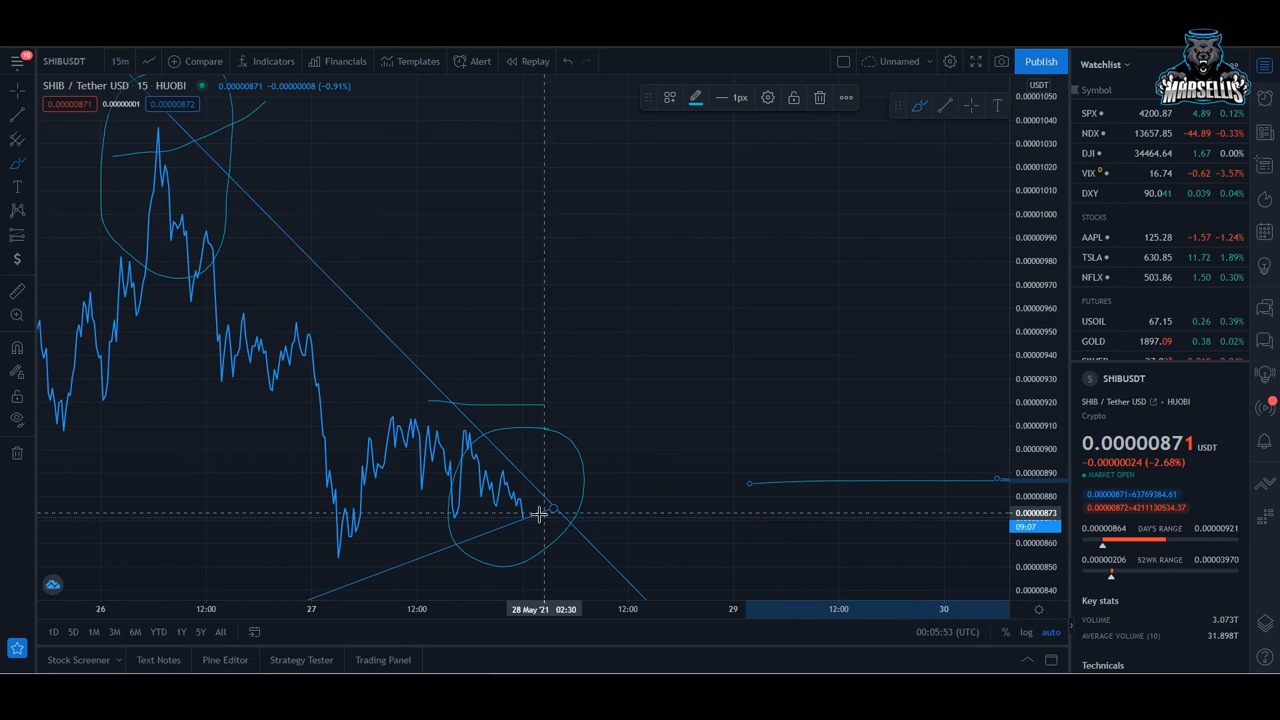 10
SHIBUSDT
15m
Compare
Indicators
Financials
Templates
Alert
Replay
Unnamed
Publish
SHIB / Tether USD · 15 · HUOBI
0.00000871 −0.00000008 (−0.91%)
0.00000871
0.00000001
0.00000872
1px
USDT
0.00001050
0.00001040
0.00001030
0.00001020
0.00001010
0.00001000
0.00000990
0.00000980
0.00000970
0.00000960
0.00000950
0.00000940
0.00000930
0.00000920
0.00000910
0.00000900
0.00000890
0.00000880
0.00000873
09:07
0.00000860
0.00000850
0.00000840
26
12:00
27
12:00
28 May '21 02:30
12:00
29
12:00
30
1D 5D 1M 3M 6M YTD 1Y 5Y All
00:05:53 (UTC)
% log auto
Stock Screener
Text Notes
Pine Editor
Strategy Tester
Trading Panel
Watchlist
MARSELLIS
Symbol
SPX 4200.87 4.89 0.12%
NDX 13657.85 −44.89 −0.33%
DJI 34464.64 1.67 0.00%
VIX D 16.74 −0.62 −3.57%
DXY 90.041 0.039 0.04%
STOCKS
AAPL 125.28 −1.57 −1.24%
TSLA 630.85 11.72 1.89%
NFLX 503.86 1.50 0.30%
FUTURES
USOIL 67.15 0.26 0.39%
GOLD 1897.09 0.38 0.02%
SHIBUSDT
SHIB / Tether USD • HUOBI
Crypto
0.00000871 USDT
−0.00000024 (−2.68%)
MARKET OPEN
0.00000871×63769384.61
0.00000872×4211130534.37
0.00000864 DAY'S RANGE 0.00000921
0.00000206 52WK RANGE 0.00003970
Key stats
VOLUME 3.073T
AVERAGE VOLUME (10) 31.898T
Technicals